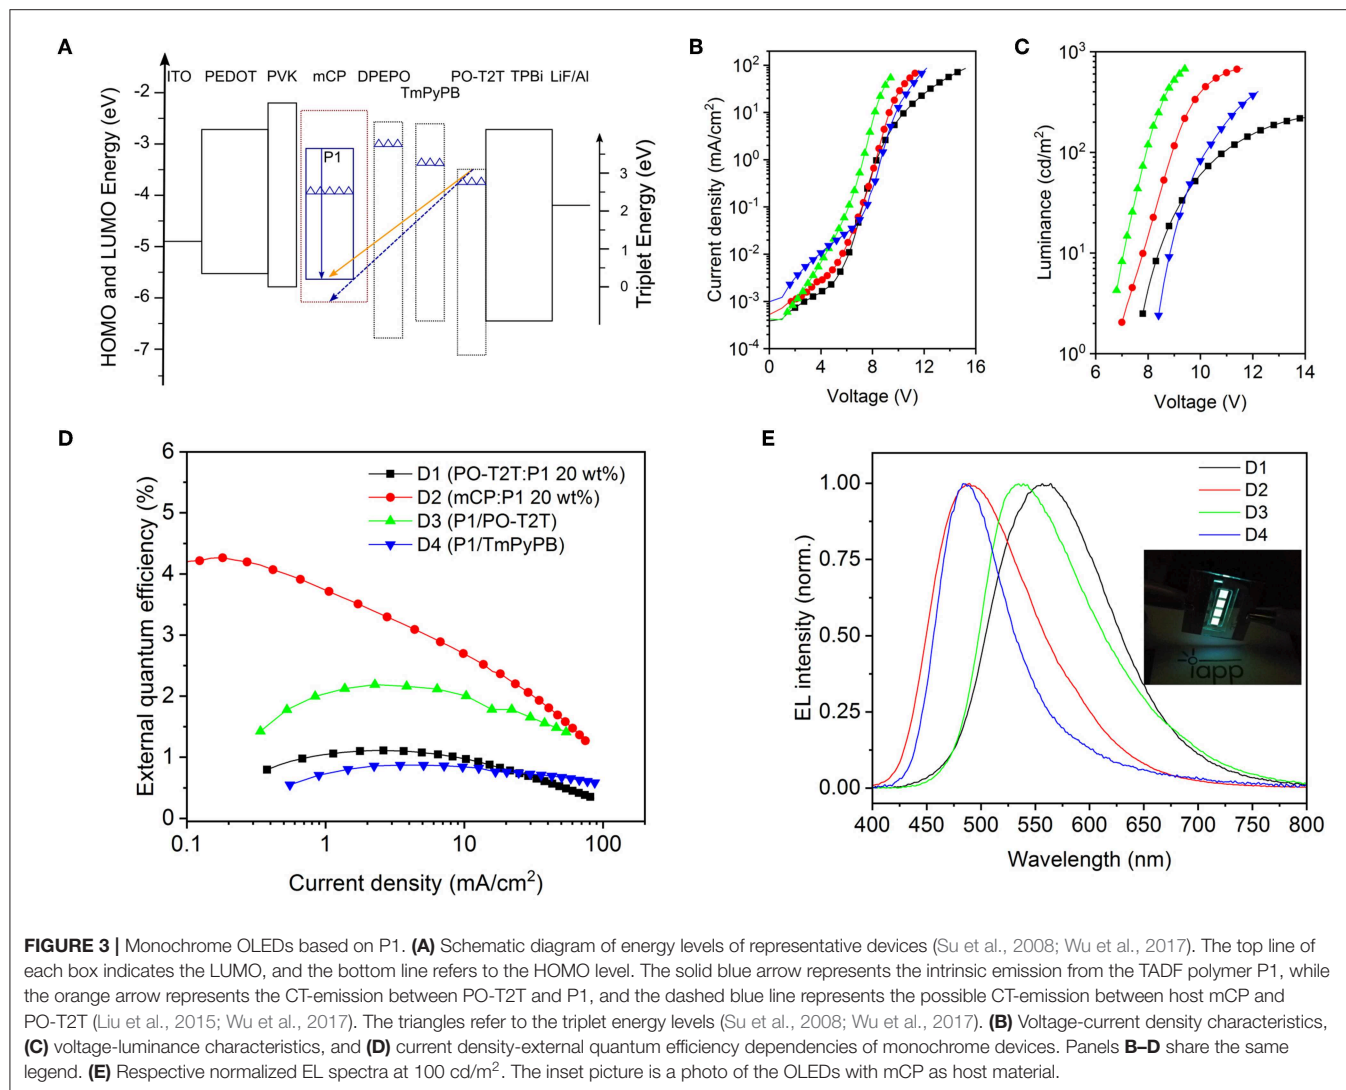 A
HOMO and LUMO Energy (eV)
ITO PEDOT PVK mCP DPEPO PO-T2T TPBi LiF/Al
TmPyPB
-2
-3
-4
-5
-6
-7
P1
3
2
1
0
Triplet Energy (eV)
B
Current density (mA/cm²)
10²
10¹
10⁰
10⁻¹
10⁻²
10⁻³
10⁻⁴
0 4 8 12 16
Voltage (V)
C
Luminance (cd/m²)
10³
10²
10¹
10⁰
6 8 10 12 14
Voltage (V)
D
External quantum efficiency (%)
6
5
4
3
2
1
0
D1 (PO-T2T:P1 20 wt%)
D2 (mCP:P1 20 wt%)
D3 (P1/PO-T2T)
D4 (P1/TmPyPB)
0.1 1 10 100
Current density (mA/cm²)
E
EL intensity (norm.)
1.00
0.75
0.50
0.25
0.00
D1
D2
D3
D4
iapp
400 450 500 550 600 650 700 750 800
Wavelength (nm)
FIGURE 3 | Monochrome OLEDs based on P1. (A) Schematic diagram of energy levels of representative devices (Su et al., 2008; Wu et al., 2017). The top line of
each box indicates the LUMO, and the bottom line refers to the HOMO level. The solid blue arrow represents the intrinsic emission from the TADF polymer P1, while
the orange arrow represents the CT-emission between PO-T2T and P1, and the dashed blue line represents the possible CT-emission between host mCP and
PO-T2T (Liu et al., 2015; Wu et al., 2017). The triangles refer to the triplet energy levels (Su et al., 2008; Wu et al., 2017). (B) Voltage-current density characteristics,
(C) voltage-luminance characteristics, and (D) current density-external quantum efficiency dependencies of monochrome devices. Panels B–D share the same
legend. (E) Respective normalized EL spectra at 100 cd/m². The inset picture is a photo of the OLEDs with mCP as host material.